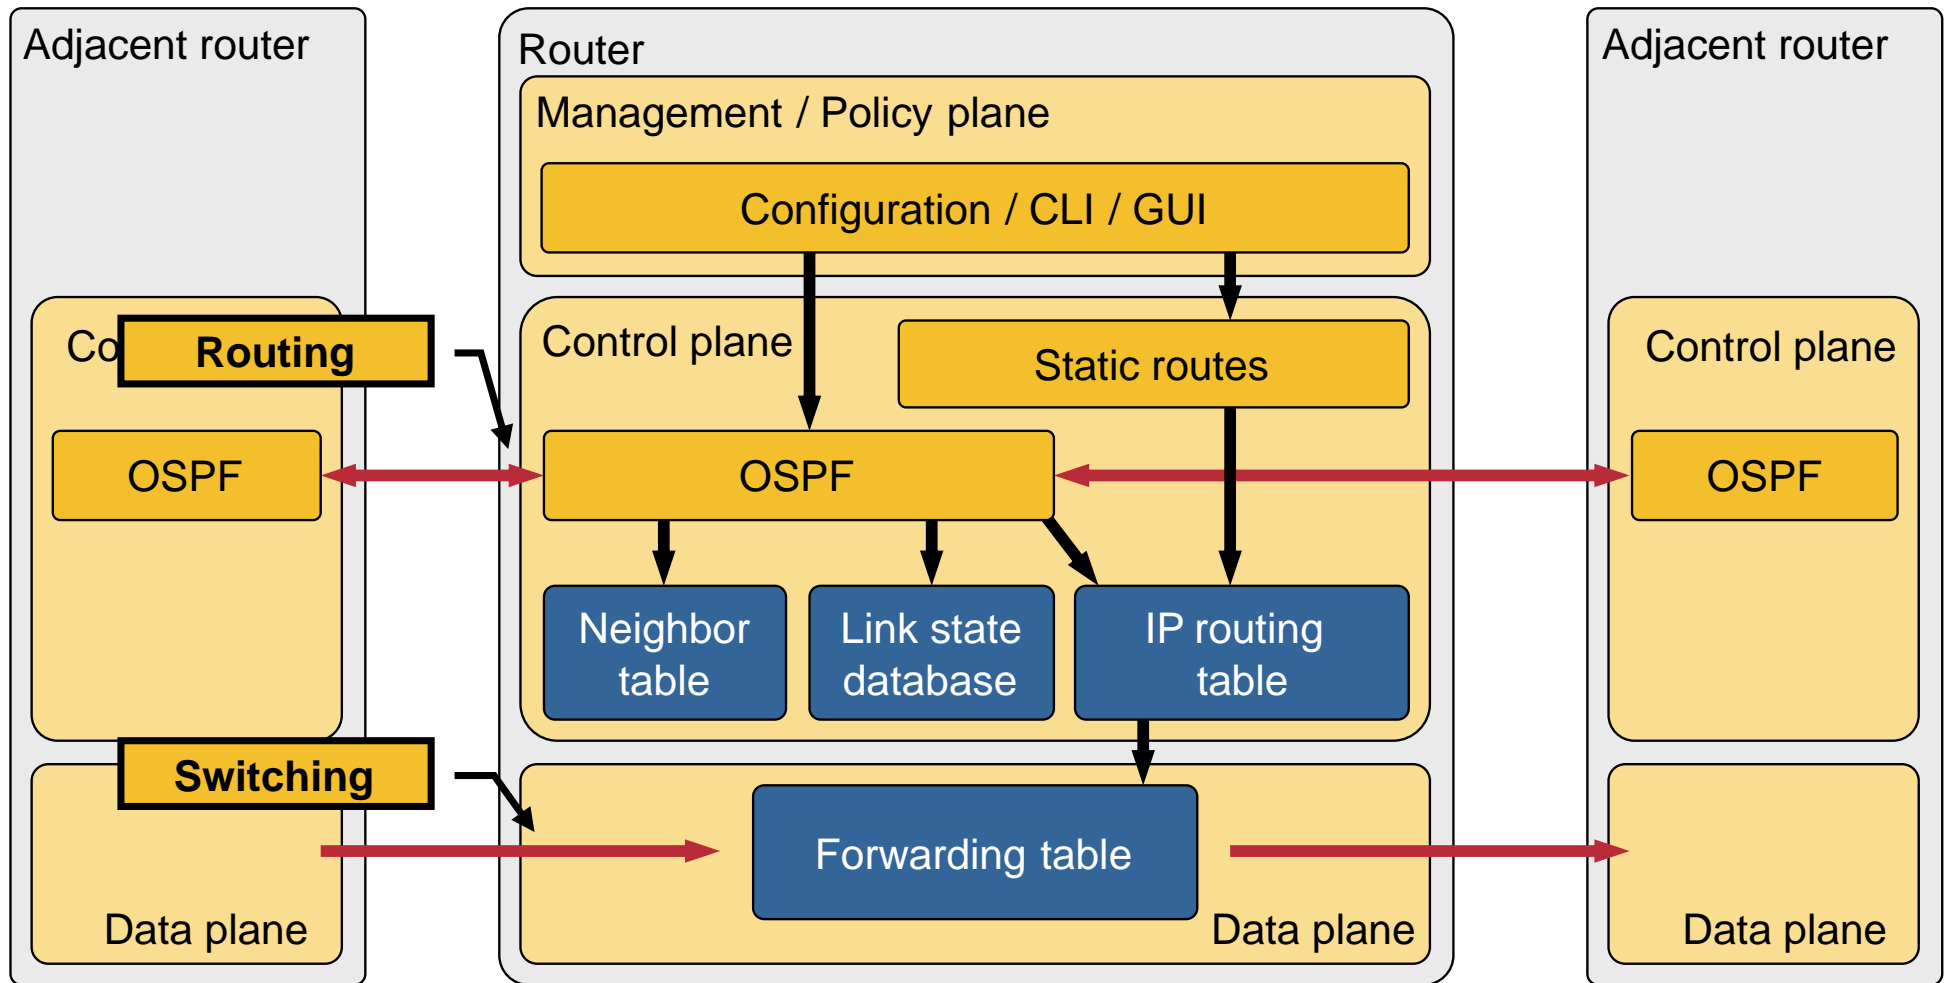 Adjacent router
Router
Adjacent router
Management / Policy plane
Configuration / CLI / GUI
Co
Routing
Control plane
Static routes
Control plane
OSPF
OSPF
OSPF
Neighbor
table
Link state
database
IP routing
table
Switching
Forwarding table
Data plane
Data plane
Data plane